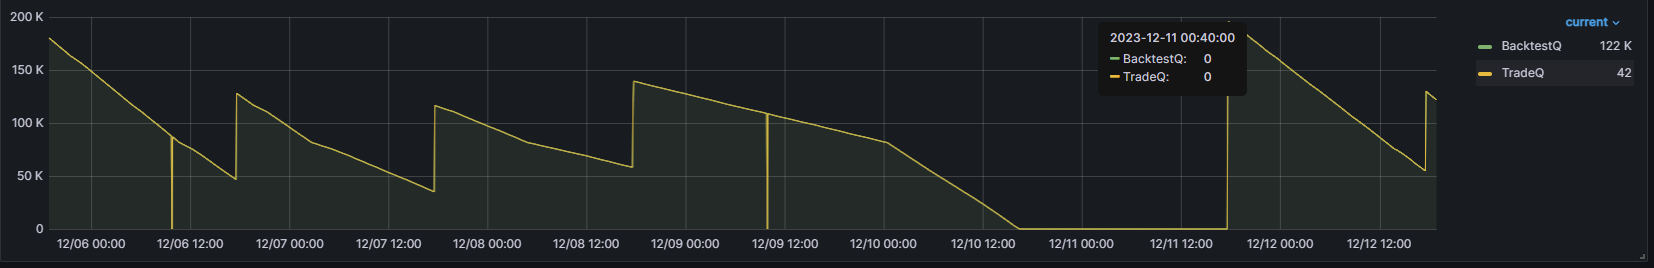 200 K
150 K
100 K
50 K
0
12/06 00:00 12/06 12:00 12/07 00:00 12/07 12:00 12/08 00:00 12/08 12:00 12/09 00:00 12/09 12:00 12/10 00:00 12/10 12:00 12/11 00:00 12/11 12:00 12/12 00:00 12/12 12:00
2023-12-11 00:40:00
BacktestQ: 0
TradeQ: 0
current
BacktestQ 122 K
TradeQ 42